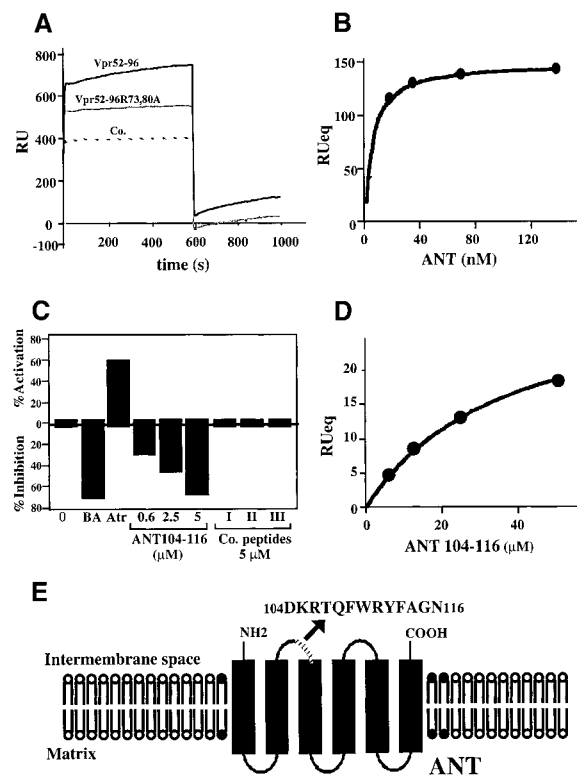 A
800
600
400
200
0
-100
RU
Vpr52-96
Vpr52-96R73,80A
Co.
0 200 400 600 800 1000
time (s)
B
150
100
50
0
RUeq
0 40 80 120
ANT (nM)
C
80
60
40
20
0
20
40
60
80
%Activation
%Inhibition
0 BA Atr 0.6 2.5 5 I II III
ANT104-116
(μM)
Co. peptides
5 μM
D
20
15
10
5
0
RUeq
0 20 40
ANT 104-116 (μM)
E
104DKRTQFWRYFAGN116
NH2
COOH
Intermembrane space
Matrix
ANT